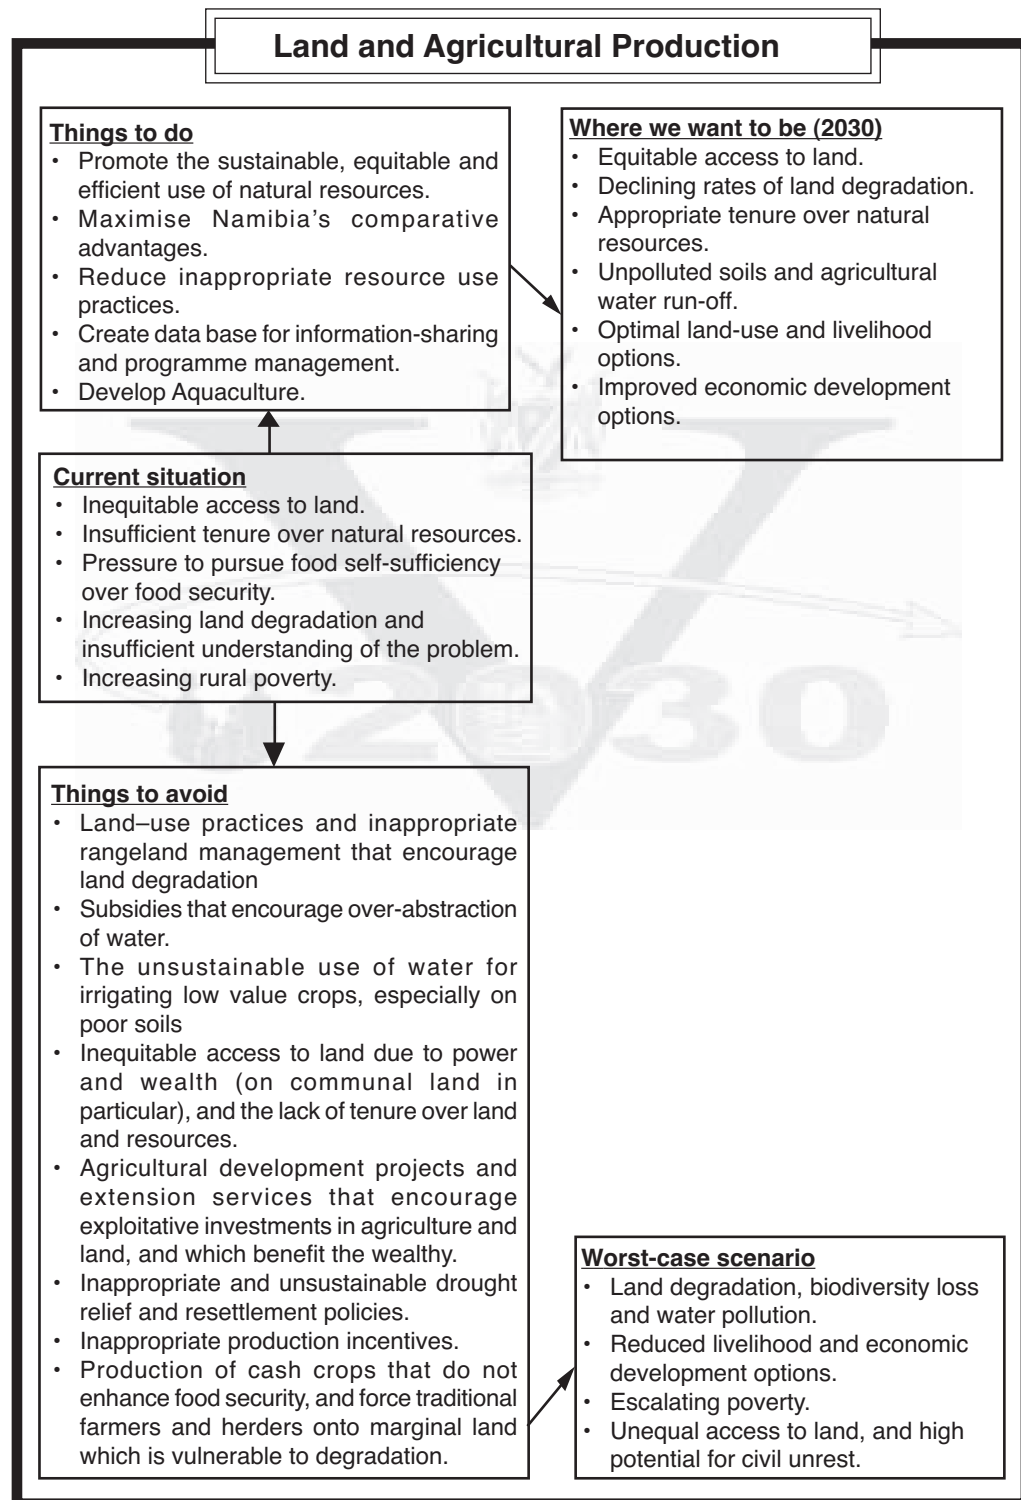 Land and Agricultural Production
Things to do
• Promote the sustainable, equitable and
efficient use of natural resources.
• Maximise Namibia's comparative
advantages.
• Reduce inappropriate resource use
practices.
• Create data base for information-sharing
and programme management.
• Develop Aquaculture.
Where we want to be (2030)
• Equitable access to land.
• Declining rates of land degradation.
• Appropriate tenure over natural
resources.
• Unpolluted soils and agricultural
water run-off.
• Optimal land-use and livelihood
options.
• Improved economic development
options.
Current situation
• Inequitable access to land.
• Insufficient tenure over natural resources.
• Pressure to pursue food self-sufficiency
over food security.
• Increasing land degradation and
insufficient understanding of the problem.
• Increasing rural poverty.
V
2030
Things to avoid
• Land–use practices and inappropriate
rangeland management that encourage
land degradation
• Subsidies that encourage over-abstraction
of water.
• The unsustainable use of water for
irrigating low value crops, especially on
poor soils
• Inequitable access to land due to power
and wealth (on communal land in
particular), and the lack of tenure over land
and resources.
• Agricultural development projects and
extension services that encourage
exploitative investments in agriculture and
land, and which benefit the wealthy.
• Inappropriate and unsustainable drought
relief and resettlement policies.
• Inappropriate production incentives.
• Production of cash crops that do not
enhance food security, and force traditional
farmers and herders onto marginal land
which is vulnerable to degradation.
Worst-case scenario
• Land degradation, biodiversity loss
and water pollution.
• Reduced livelihood and economic
development options.
• Escalating poverty.
• Unequal access to land, and high
potential for civil unrest.